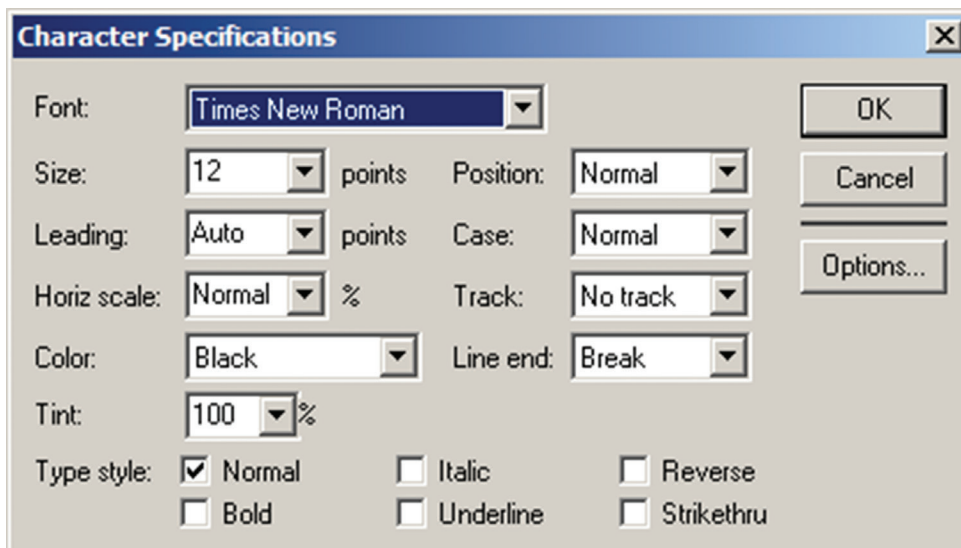 Character Specifications
Font: Times New Roman OK
Size: 12 points Position: Normal Cancel
Leading: Auto points Case: Normal
Options...
Horiz scale: Normal % Track: No track
Color: Black Line end: Break
Tint: 100 %
Type style: Normal Italic Reverse
Bold Underline Strikethru